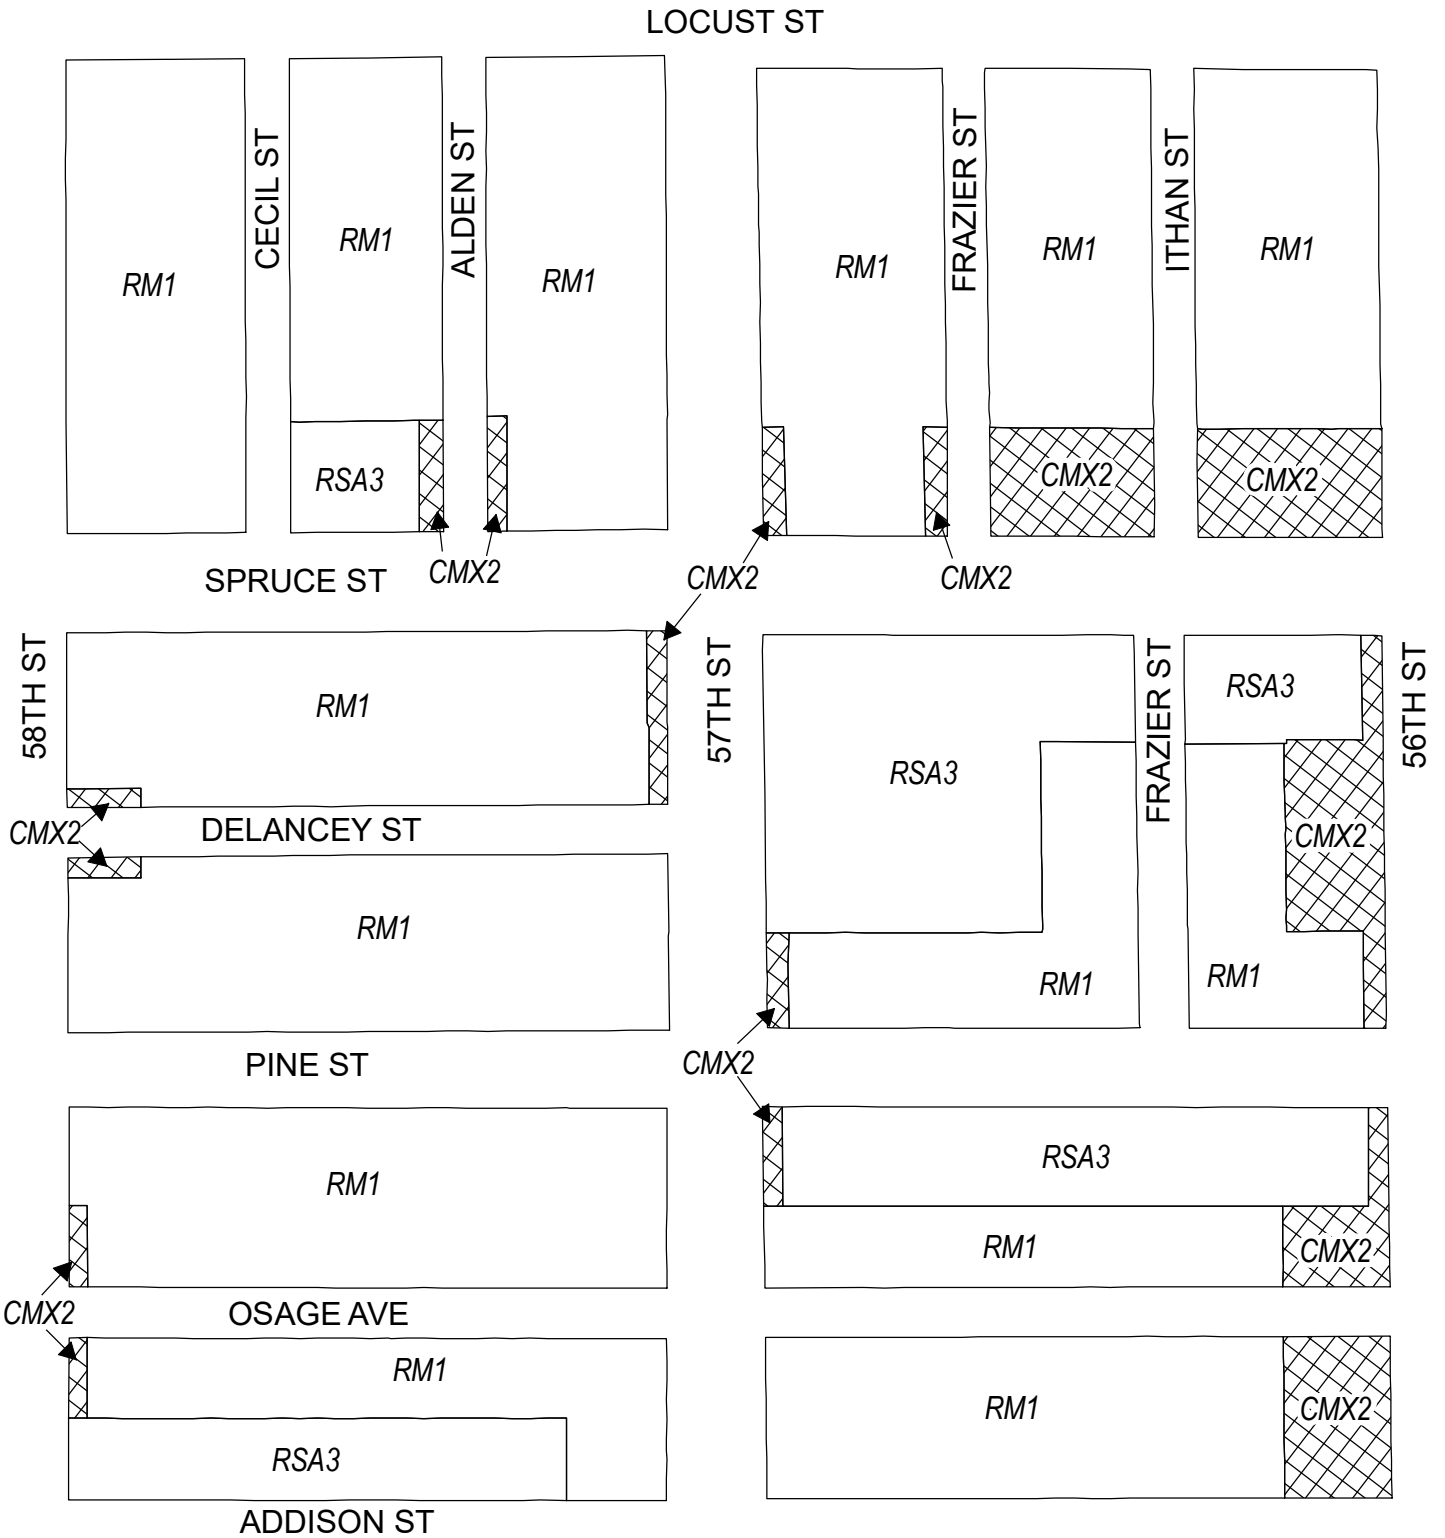 LOCUST ST
CECIL ST
ALDEN ST
FRAZIER ST
ITHAN ST
RM1
RM1
RM1
RM1
RM1
RM1
RSA3
CMX2
CMX2
CMX2
CMX2
CMX2
SPRUCE ST
58TH ST
RM1
57TH ST
RSA3
FRAZIER ST
RSA3
56TH ST
CMX2
CMX2
DELANCEY ST
RM1
RM1
RM1
CMX2
PINE ST
RM1
RSA3
RM1
CMX2
CMX2
OSAGE AVE
RM1
RSA3
RM1
CMX2
ADDISON ST